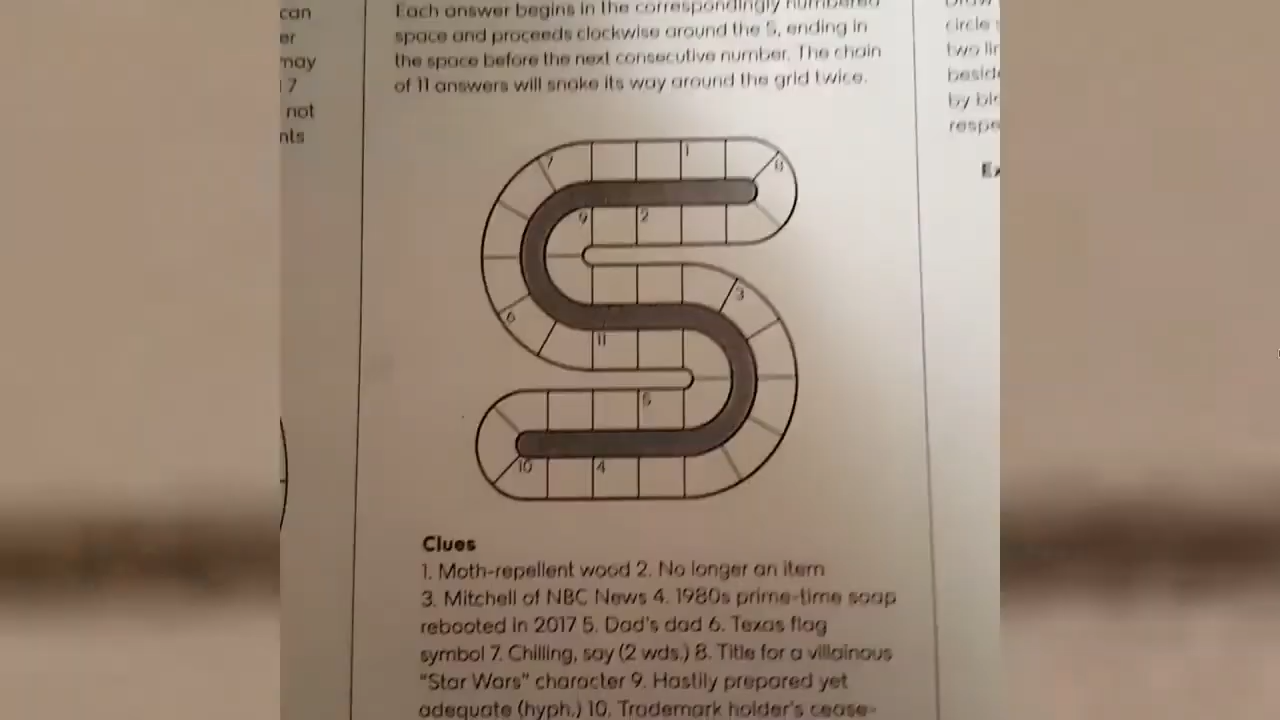 can
er
may
7
not
nts
Each answer begins in the correspondingly numbered
space and proceeds clockwise around the S, ending in
the space before the next consecutive number. The chain
of 11 answers will snake its way around the grid twice.
circle
two
beside
by
Ex
7
1
8
9
2
3
6
11
5
10
4
Clues
1. Moth-repellent wood 2. No longer an item
3. Mitchell of NBC News 4. 1980s prime-time soap
rebooted in 2017 5. Dad's dad 6. Texas flag
symbol 7. Chilling, say (2 wds.) 8. Title for a villainous
"Star Wars" character 9. Hastily prepared yet
adequate (hyph.) 10. Trademark holder's cease-